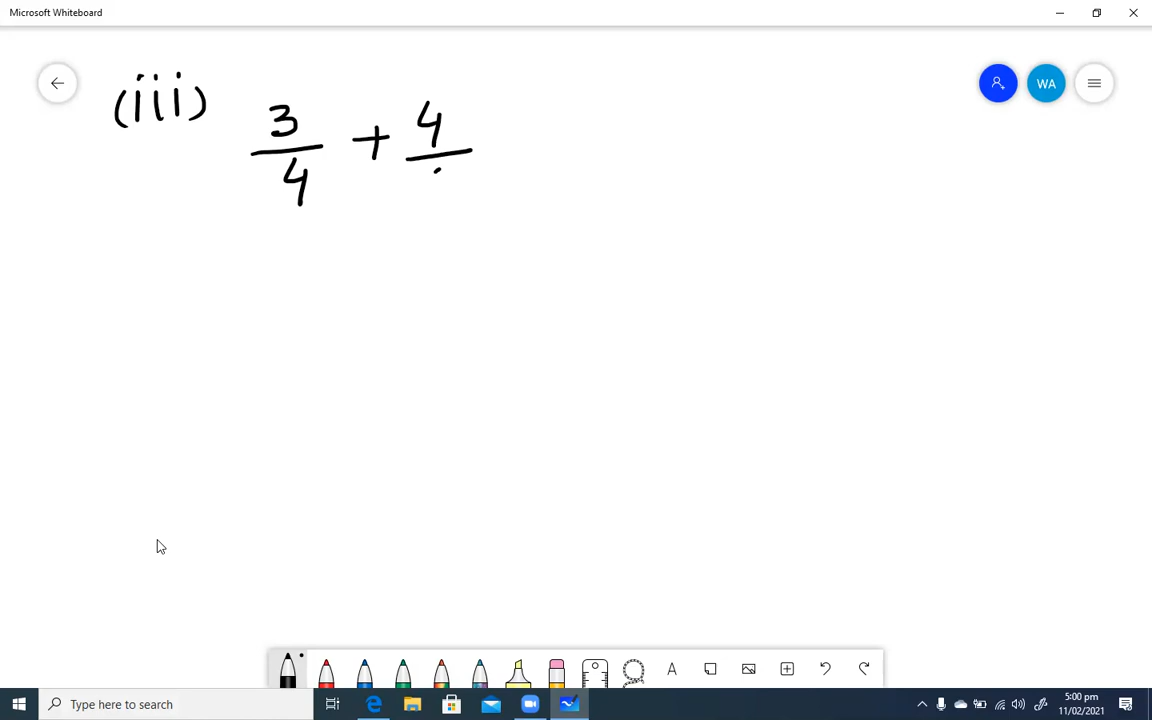 Microsoft Whiteboard
(iii) 3/4 + 4/
WA
A
Type here to search
5:00 pm
11/02/2021